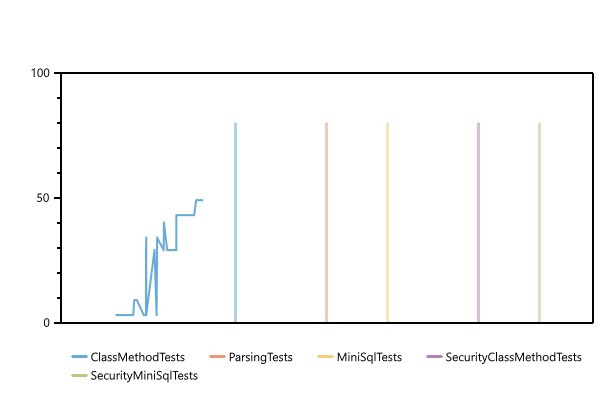 100
50
0
ClassMethodTests ParsingTests MiniSqlTests SecurityClassMethodTests
SecurityMiniSqlTests